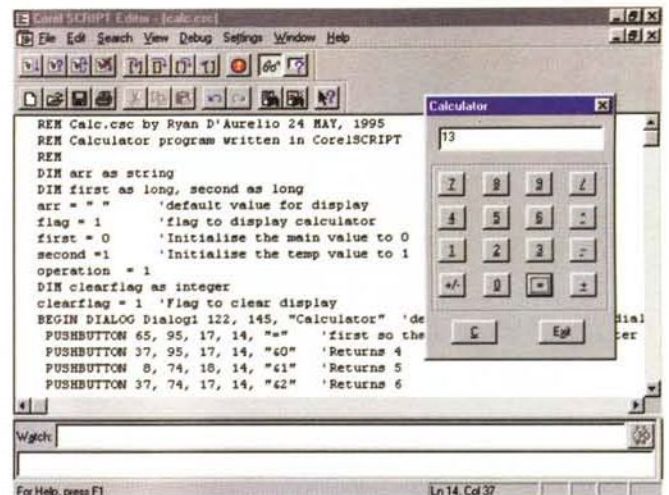 Corel SCRIPT Editor - [calc.csc]
File Edit Search View Debug Settings Window Help
Calculator
13
7 8 9 /
4 5 6 *
1 2 3 -
+/- 0 = +
C Exit
REM Calc.csc by Ryan D'Aurelio 24 MAY, 1995
REM Calculator program written in CorelSCRIPT
REM
DIM arr as string
DIM first as long, second as long
arr = " " 'default value for display
flag = 1 'flag to display calculator
first = 0 'Initialise the main value to 0
second =1 'Initialise the temp value to 1
operation = 1
DIM clearflag as integer
clearflag = 1 'Flag to clear display
BEGIN DIALOG Dialog1 122, 145, "Calculator" 'de dial
PUSHBUTTON 65, 95, 17, 14, "=" 'first so the ter
PUSHBUTTON 37, 95, 17, 14, "&0" 'Returns 4
PUSHBUTTON 8, 74, 18, 14, "&1" 'Returns 5
PUSHBUTTON 37, 74, 17, 14, "&2" 'Returns 6
Watch:
For Help, press F1 Ln 14, Col 37